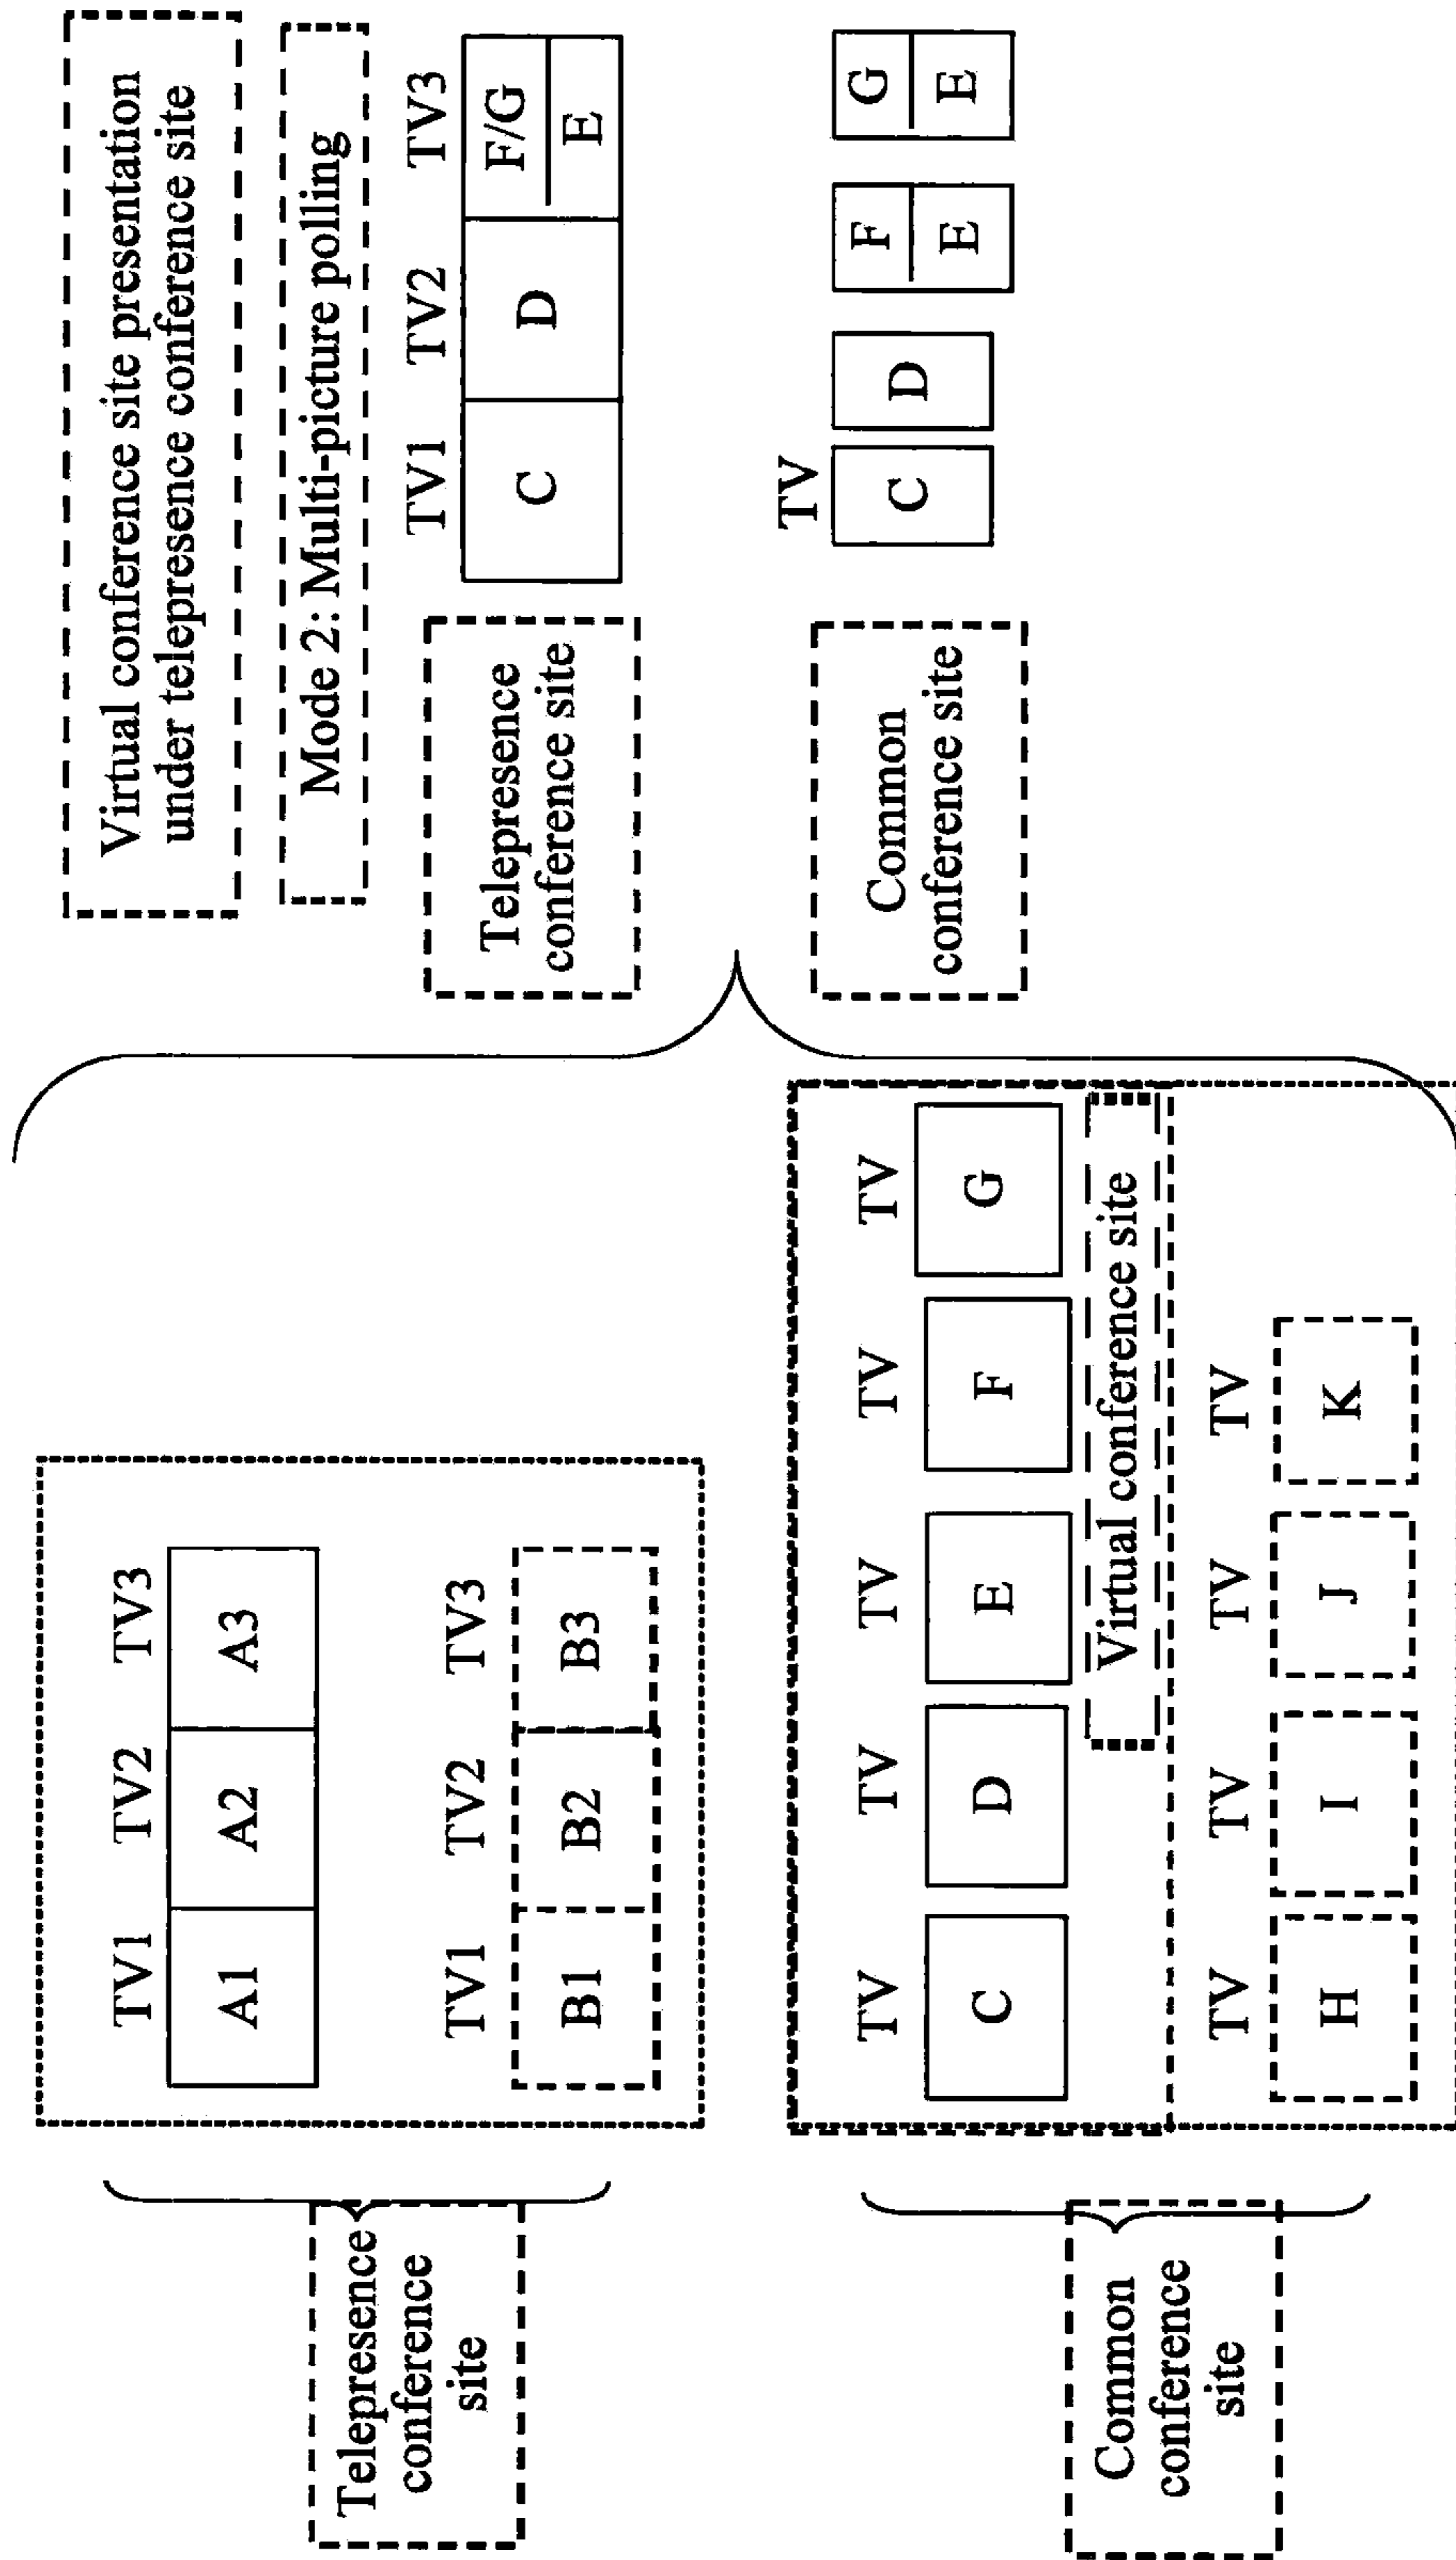 Telepresence
conference
site
TV1 TV2 TV3
A1 A2 A3
TV1 TV2 TV3
B1 B2 B3
Common
conference
site
TV TV TV TV TV
C D E F G
Virtual conference site
TV TV TV TV
H I J K
Virtual conference site presentation
under telepresence conference site
Mode 2: Multi-picture polling
Telepresence
conference site
TV1 TV2 TV3
C D F/G
E
Common
conference site
TV
C D F G
E E